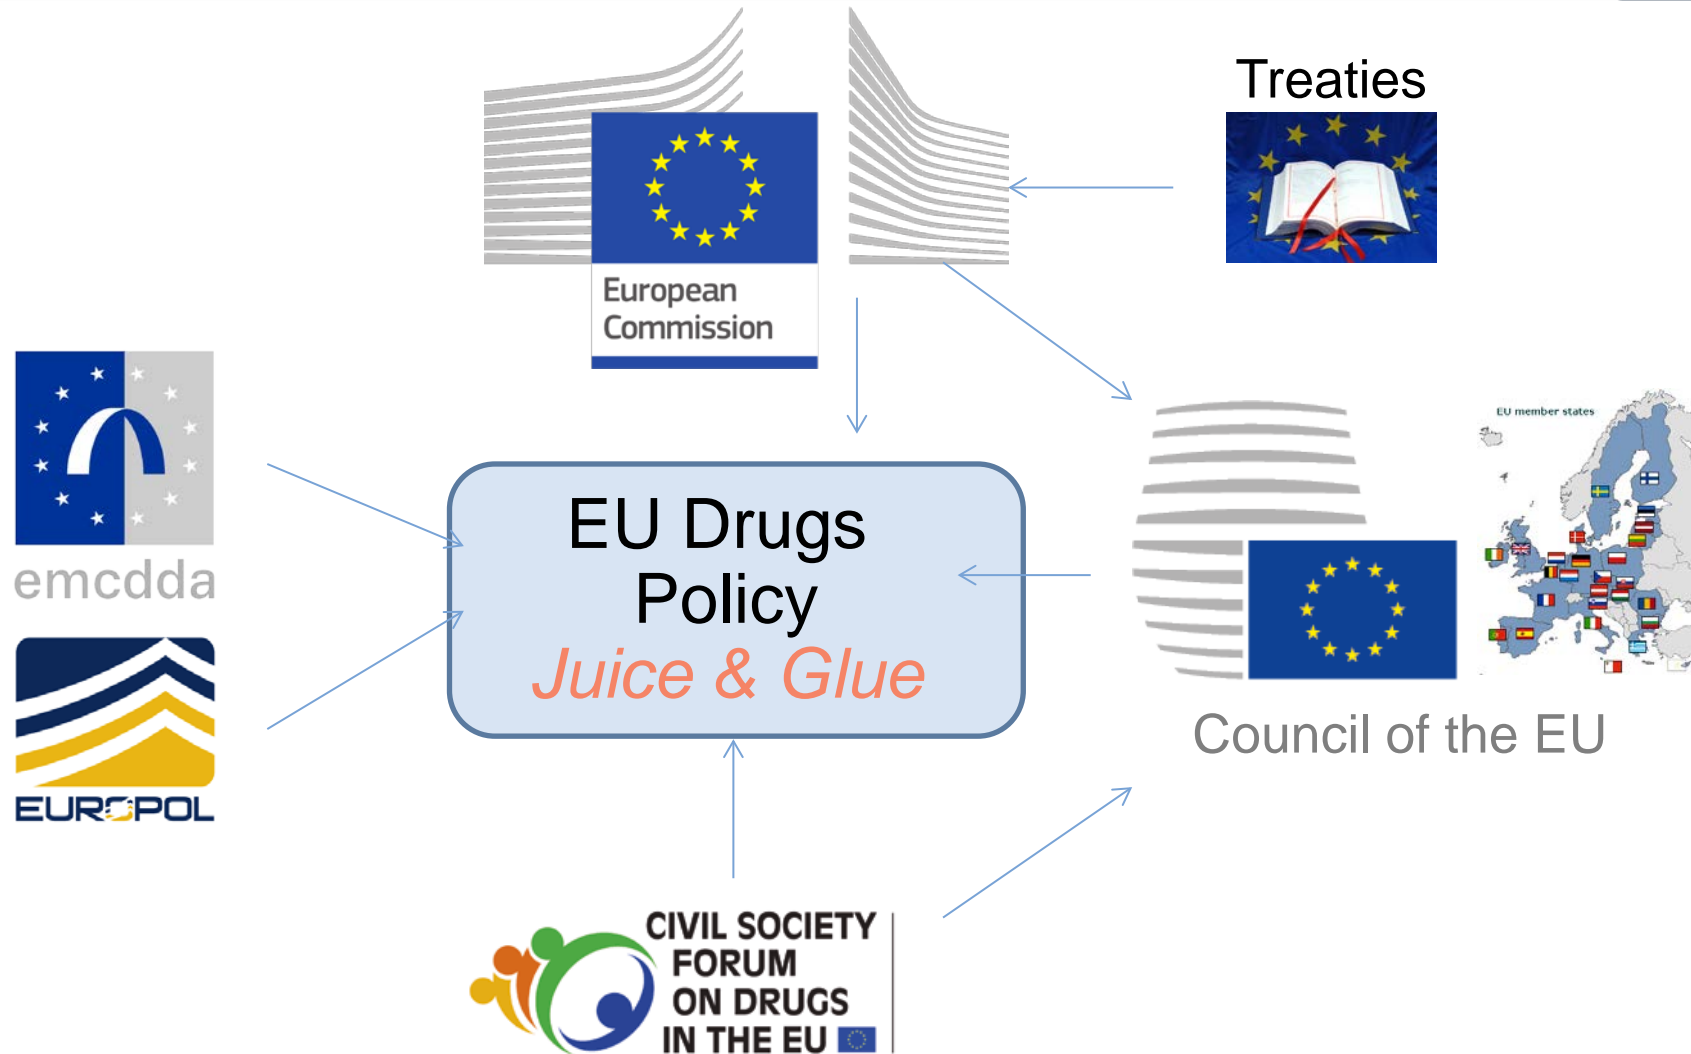 Treaties
European
Commission
EU member states
emcdda
EU Drugs
Policy
Juice & Glue
EUROPOL
Council of the EU
CIVIL SOCIETY
FORUM
ON DRUGS
IN THE EU